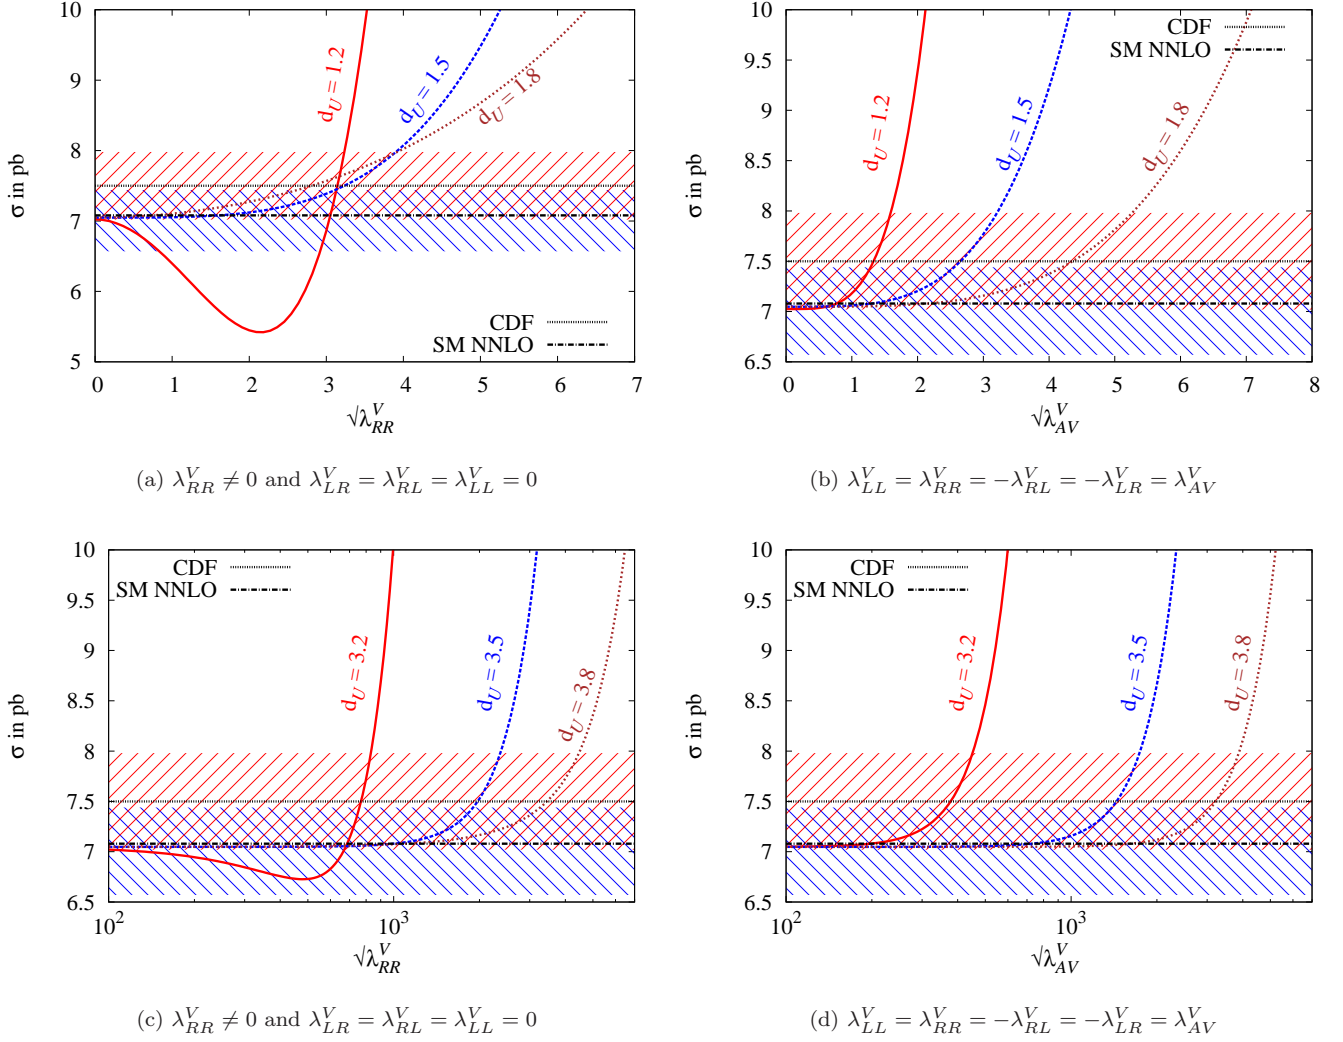 10
9
8
7
6
5
σ in pb
d_U = 1.2
d_U = 1.5
d_U = 1.8
CDF
SM NNLO
0 1 2 3 4 5 6 7
√λ^V_RR
(a) λ^V_RR ≠ 0 and λ^V_LR = λ^V_RL = λ^V_LL = 0
10
9.5
9
8.5
8
7.5
7
6.5
σ in pb
CDF
SM NNLO
d_U = 1.2
d_U = 1.5
d_U = 1.8
0 1 2 3 4 5 6 7 8
√λ^V_AV
(b) λ^V_LL = λ^V_RR = −λ^V_RL = −λ^V_LR = λ^V_AV
10
9.5
9
8.5
8
7.5
7
6.5
σ in pb
CDF
SM NNLO
d_U = 3.2
d_U = 3.5
d_U = 3.8
10^2 10^3
√λ^V_RR
(c) λ^V_RR ≠ 0 and λ^V_LR = λ^V_RL = λ^V_LL = 0
10
9.5
9
8.5
8
7.5
7
6.5
σ in pb
CDF
SM NNLO
d_U = 3.2
d_U = 3.5
d_U = 3.8
10^2 10^3
√λ^V_AV
(d) λ^V_LL = λ^V_RR = −λ^V_RL = −λ^V_LR = λ^V_AV